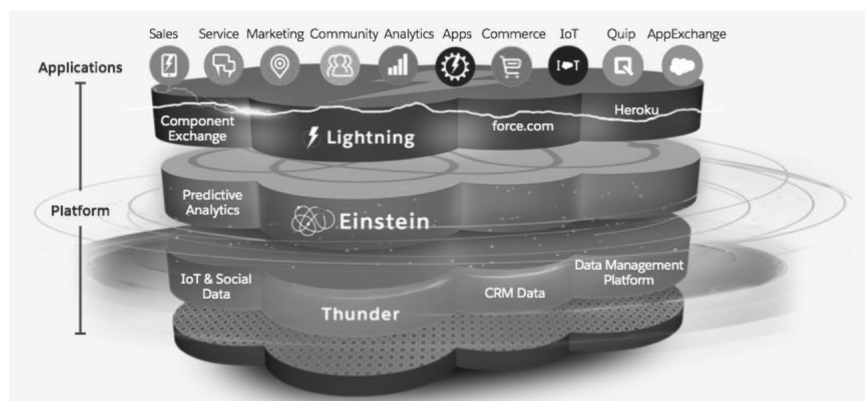 Sales Service Marketing Community Analytics Apps Commerce IoT Quip AppExchange
Applications
I T
Component
Exchange
Lightning
force.com
Heroku
Platform
Predictive
Analytics
Einstein
IoT & Social
Data
Thunder
CRM Data
Data Management
Platform